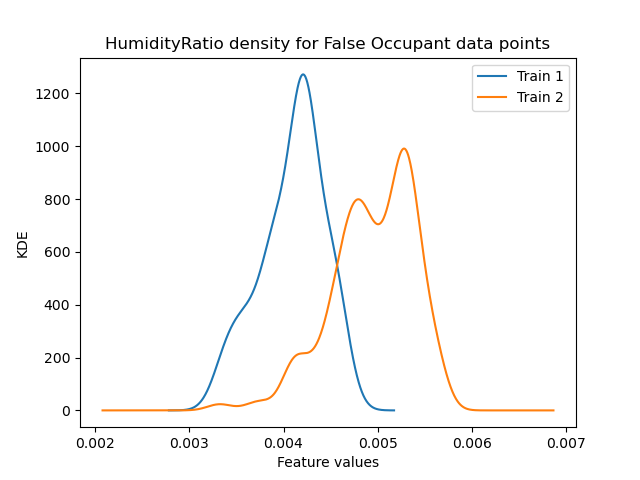 HumidityRatio density for False Occupant data points
Train 1
Train 2
KDE
1200
1000
800
600
400
200
0
0.002 0.003 0.004 0.005 0.006 0.007
Feature values